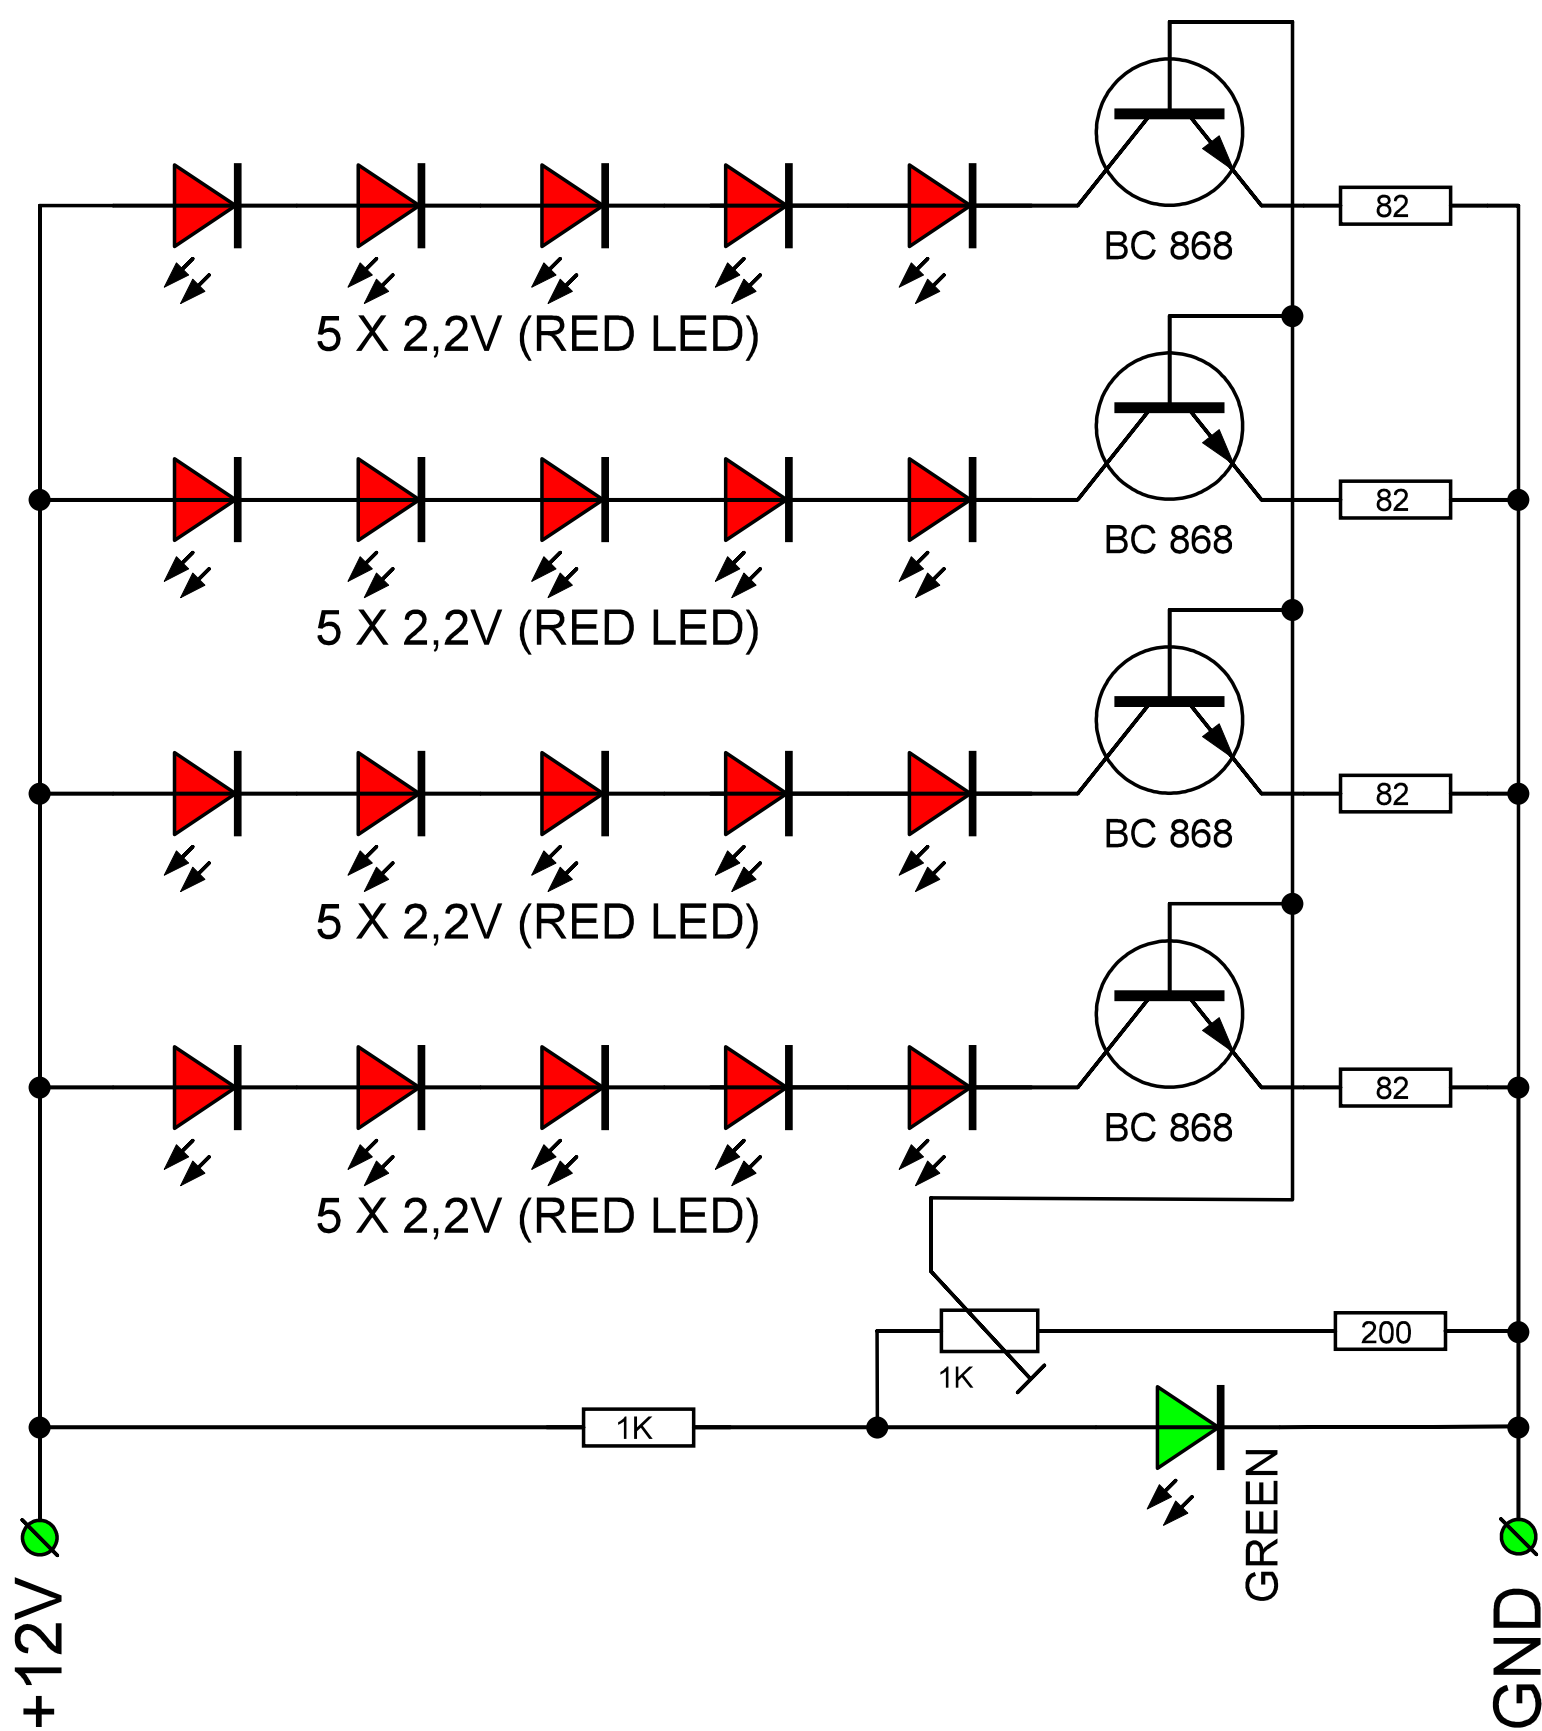 82
BC 868
5 X 2,2V (RED LED)
82
BC 868
5 X 2,2V (RED LED)
82
BC 868
5 X 2,2V (RED LED)
82
BC 868
5 X 2,2V (RED LED)
200
1K
1K
GREEN
+12V
GND